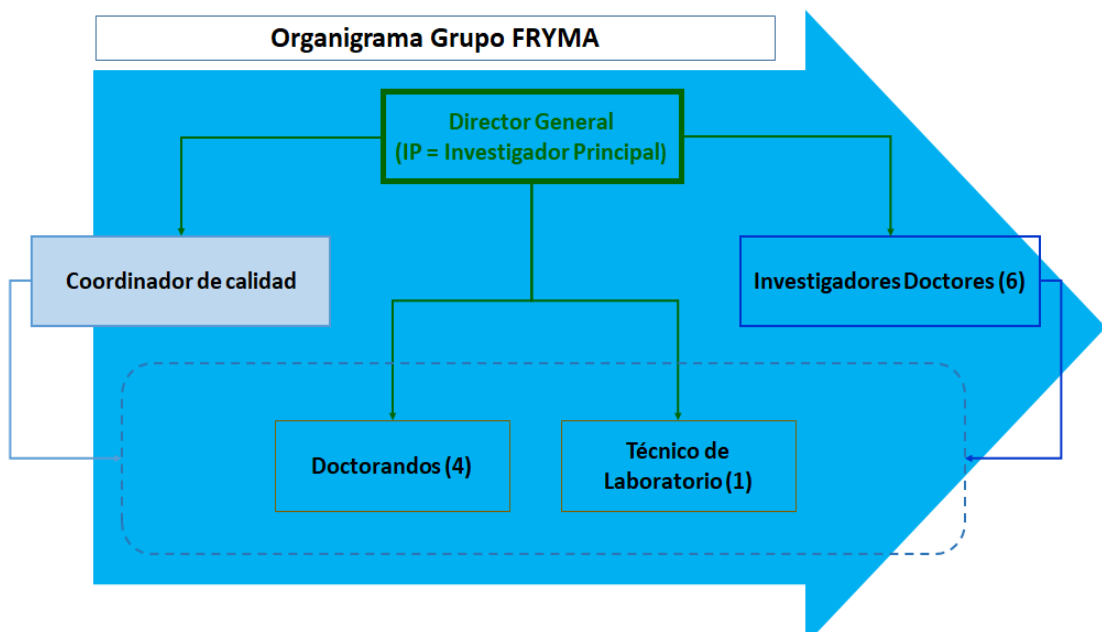 Organigrama Grupo FRYMA
Director General
(IP = Investigador Principal)
Coordinador de calidad
Investigadores Doctores (6)
Doctorandos (4)
Técnico de
Laboratorio (1)